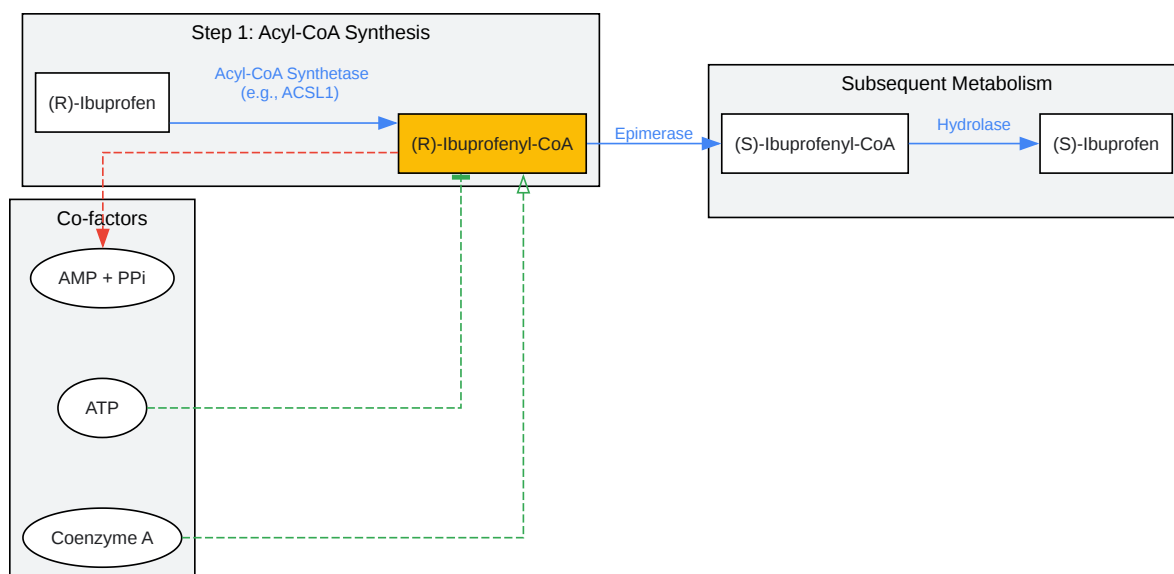 Step 1: Acyl-CoA Synthesis
(R)-Ibuprofen
Acyl-CoA Synthetase
(e.g., ACSL1)
(R)-Ibuprofenyl-CoA
Epimerase
Subsequent Metabolism
(S)-Ibuprofenyl-CoA
Hydrolase
(S)-Ibuprofen
Co-factors
AMP + PPi
ATP
Coenzyme A